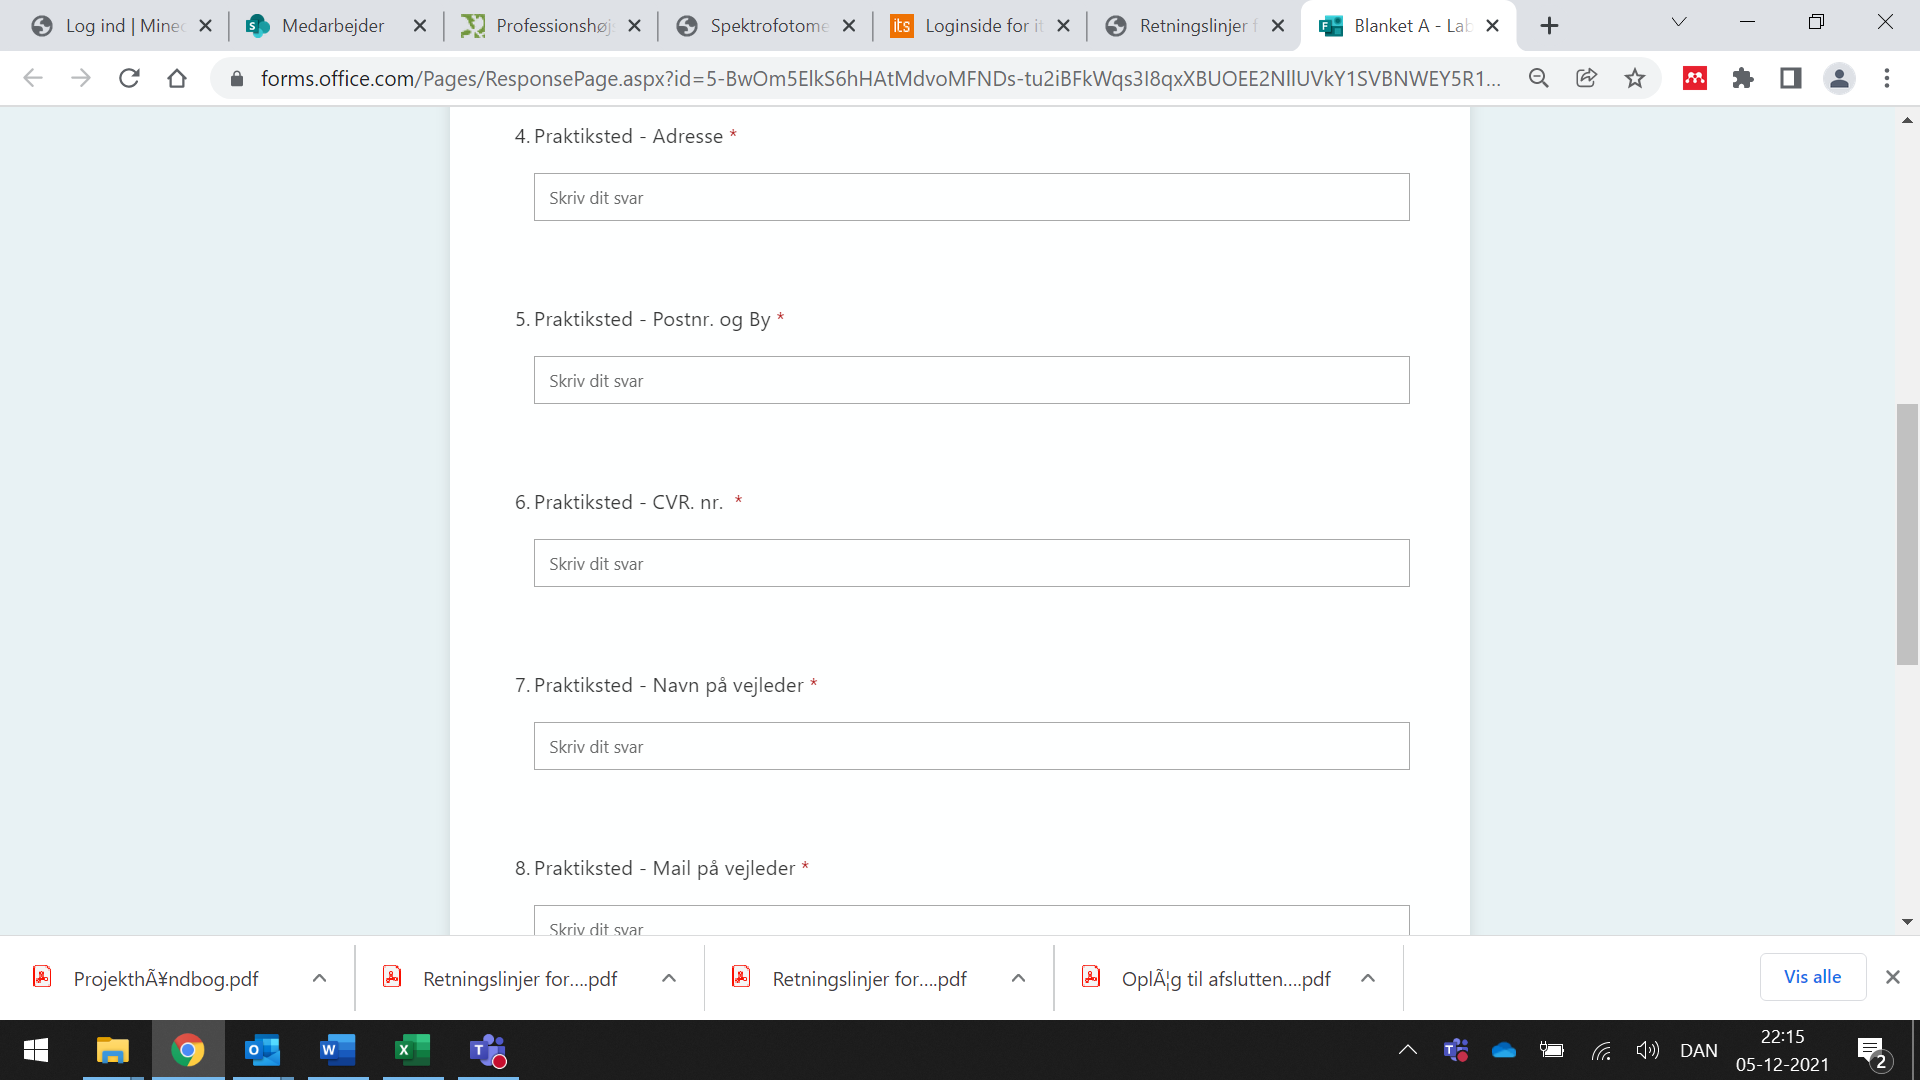 Log ind | Minec
Medarbejder
Professionshøj
Spektrofotome
its
Loginside for it
Retningslinjer f
Blanket A - Lab
forms.office.com/Pages/ResponsePage.aspx?id=5-BwOm5ElkS6hHAtMdvoMFNDs-tu2iBFkWqs3I8qxXBUOEE2NllUVkY1SVBNWEY5R1...
4. Praktiksted - Adresse *
Skriv dit svar
5. Praktiksted - Postnr. og By *
Skriv dit svar
6. Praktiksted - CVR. nr. *
Skriv dit svar
7. Praktiksted - Navn på vejleder *
Skriv dit svar
8. Praktiksted - Mail på vejleder *
Skriv dit svar
ProjekthÃ¥ndbog.pdf
Retningslinjer for....pdf
Retningslinjer for....pdf
OplÃ¦g til afslutten....pdf
Vis alle
DAN
22:15
05-12-2021
2